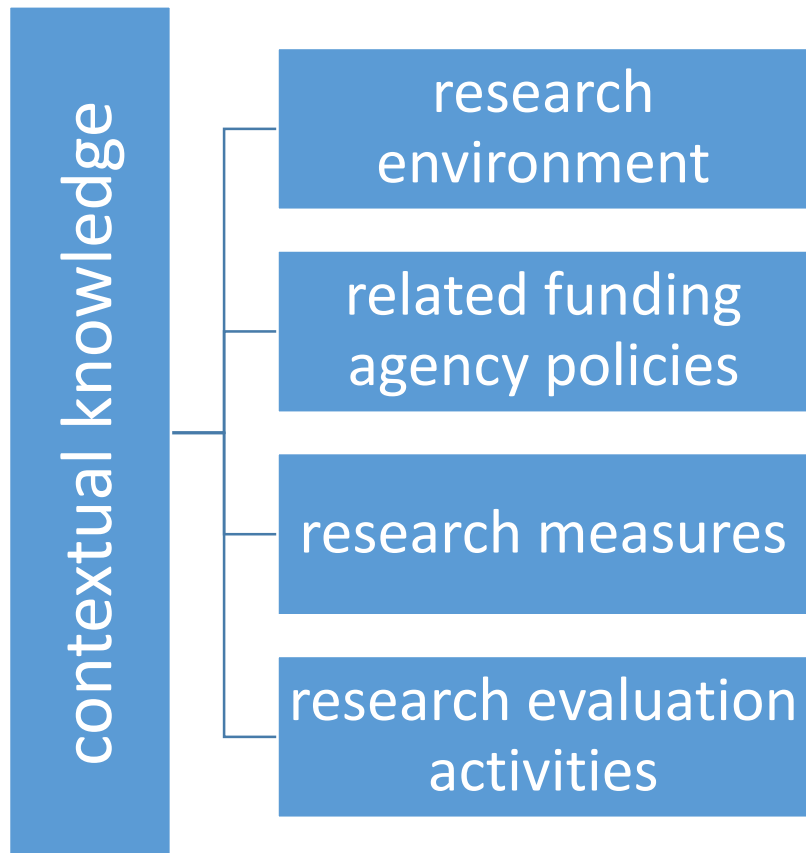 contextual knowledge
research
environment
related funding
agency policies
research measures
research evaluation
activities